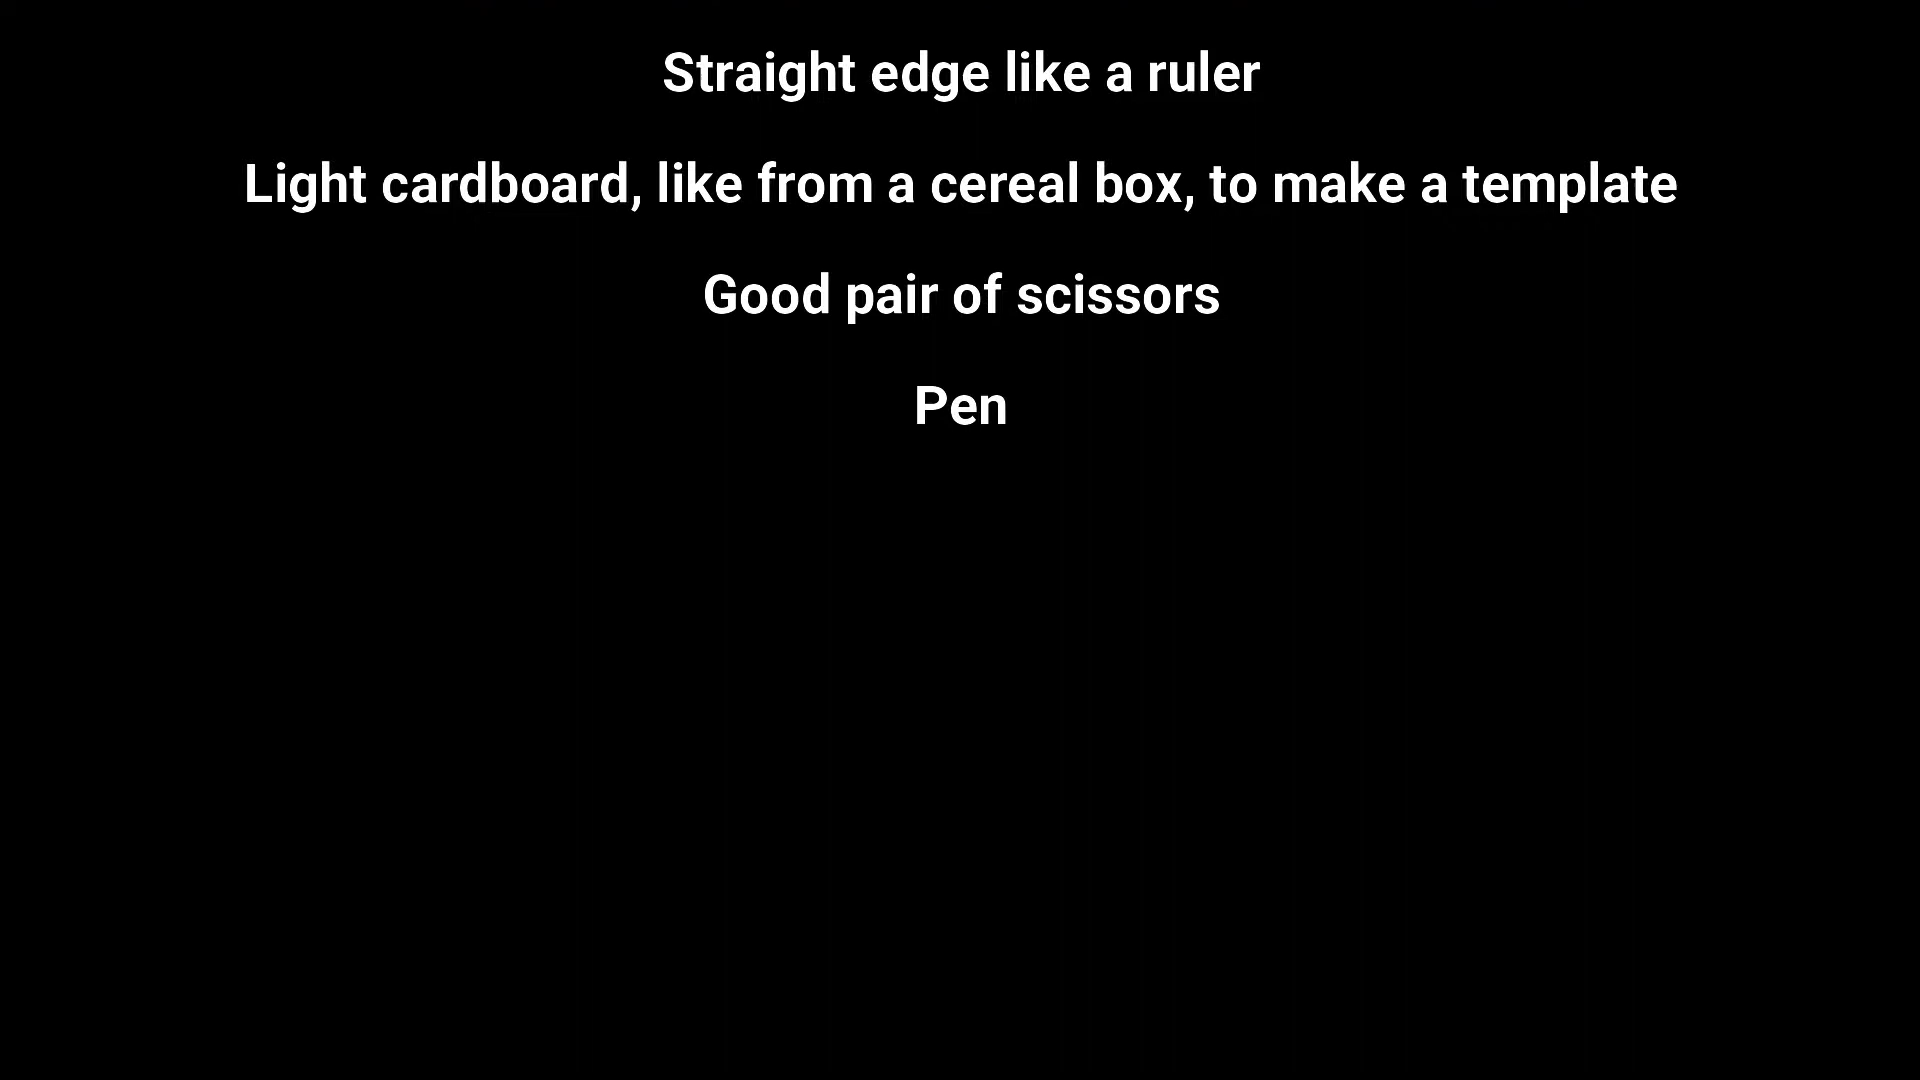 Straight edge like a ruler
Light cardboard, like from a cereal box, to make a template
Good pair of scissors
Pen